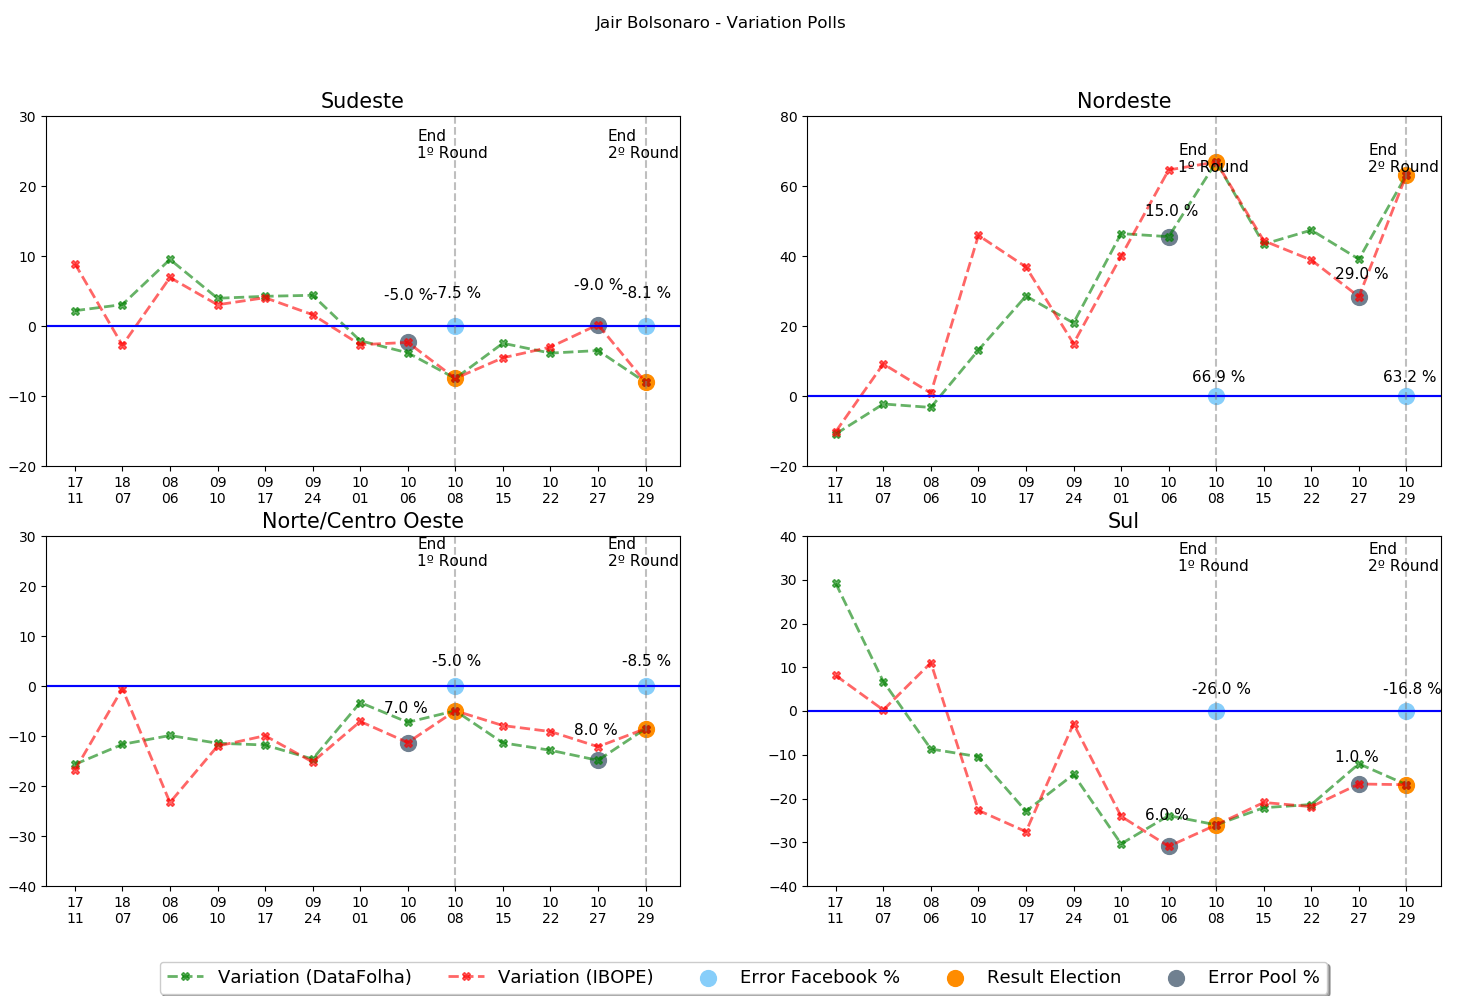 Jair Bolsonaro - Variation Polls
Sudeste
30
20
10
0
−10
−20
End
1º Round
End
2º Round
-5.0 %
-7.5 %
-9.0 %
-8.1 %
17 18 08 09 09 09 10 10 10 10 10 10 10
11 07 06 10 17 24 01 06 08 15 22 27 29
Nordeste
80
60
40
20
0
−20
End
1º Round
End
2º Round
15.0 %
29.0 %
66.9 %
63.2 %
17 18 08 09 09 09 10 10 10 10 10 10 10
11 07 06 10 17 24 01 06 08 15 22 27 29
Norte/Centro Oeste
30
20
10
0
−10
−20
−30
−40
End
1º Round
End
2º Round
-5.0 %
-8.5 %
7.0 %
8.0 %
17 18 08 09 09 09 10 10 10 10 10 10 10
11 07 06 10 17 24 01 06 08 15 22 27 29
Sul
40
30
20
10
0
−10
−20
−30
−40
End
1º Round
End
2º Round
-26.0 %
-16.8 %
1.0 %
6.0 %
17 18 08 09 09 09 10 10 10 10 10 10 10
11 07 06 10 17 24 01 06 08 15 22 27 29
Variation (DataFolha) Variation (IBOPE) Error Facebook % Result Election Error Pool %